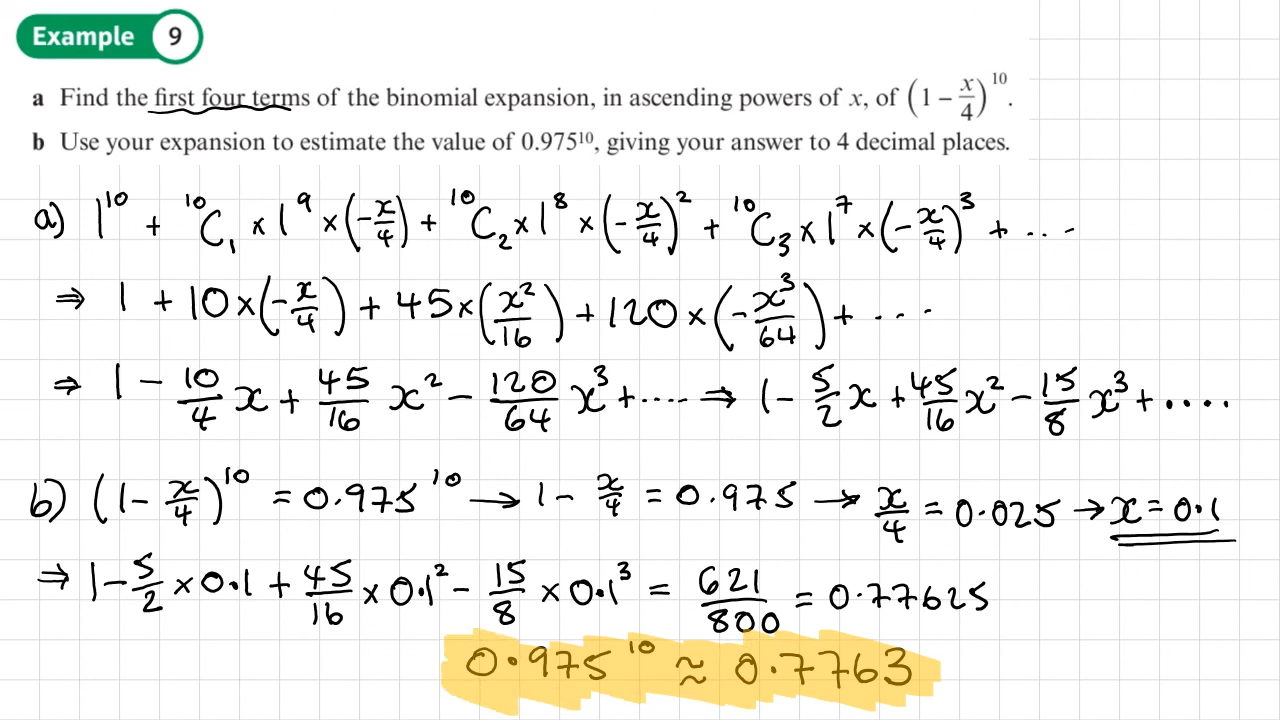 Example 9
a Find the first four terms of the binomial expansion, in ascending powers of x, of (1 − x/4)^10.
b Use your expansion to estimate the value of 0.975^10, giving your answer to 4 decimal places.
a) 1^10 + ^10C_1 × 1^9 × (−x/4) + ^10C_2 × 1^8 × (−x/4)^2 + ^10C_3 × 1^7 × (−x/4)^3 + ...
⇒ 1 + 10 × (−x/4) + 45 × (x^2/16) + 120 × (−x^3/64) + ...
⇒ 1 − 10/4 x + 45/16 x^2 − 120/64 x^3 + .... ⇒ 1 − 5/2 x + 45/16 x^2 − 15/8 x^3 + ....
b) (1 − x/4)^10 = 0.975^10 → 1 − x/4 = 0.975 → x/4 = 0.025 → x = 0.1
⇒ 1 − 5/2 × 0.1 + 45/16 × 0.1^2 − 15/8 × 0.1^3 = 621/800 = 0.77625
0.975^10 ≈ 0.7763